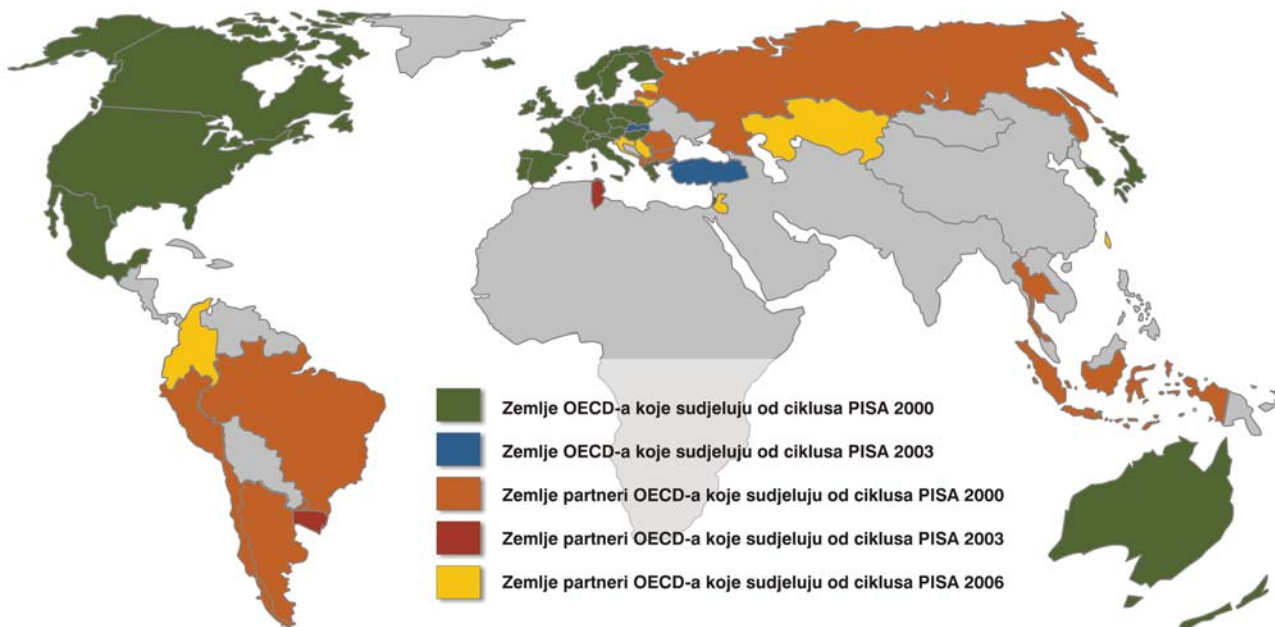 Zemlje OECD-a koje sudjeluju od ciklusa PISA 2000
Zemlje OECD-a koje sudjeluju od ciklusa PISA 2003
Zemlje partneri OECD-a koje sudjeluju od ciklusa PISA 2000
Zemlje partneri OECD-a koje sudjeluju od ciklusa PISA 2003
Zemlje partneri OECD-a koje sudjeluju od ciklusa PISA 2006